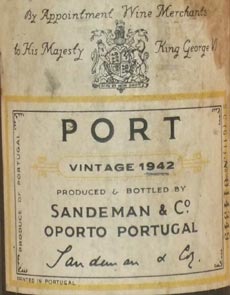 By Appointment Wine Merchants
to His Majesty King George VI
PORT
VINTAGE 1942
PRODUCED & BOTTLED BY
SANDEMAN & Co
OPORTO PORTUGAL
Sandeman & Co.
PRODUCE OF PORTUGAL
PRINTED IN PORTUGAL